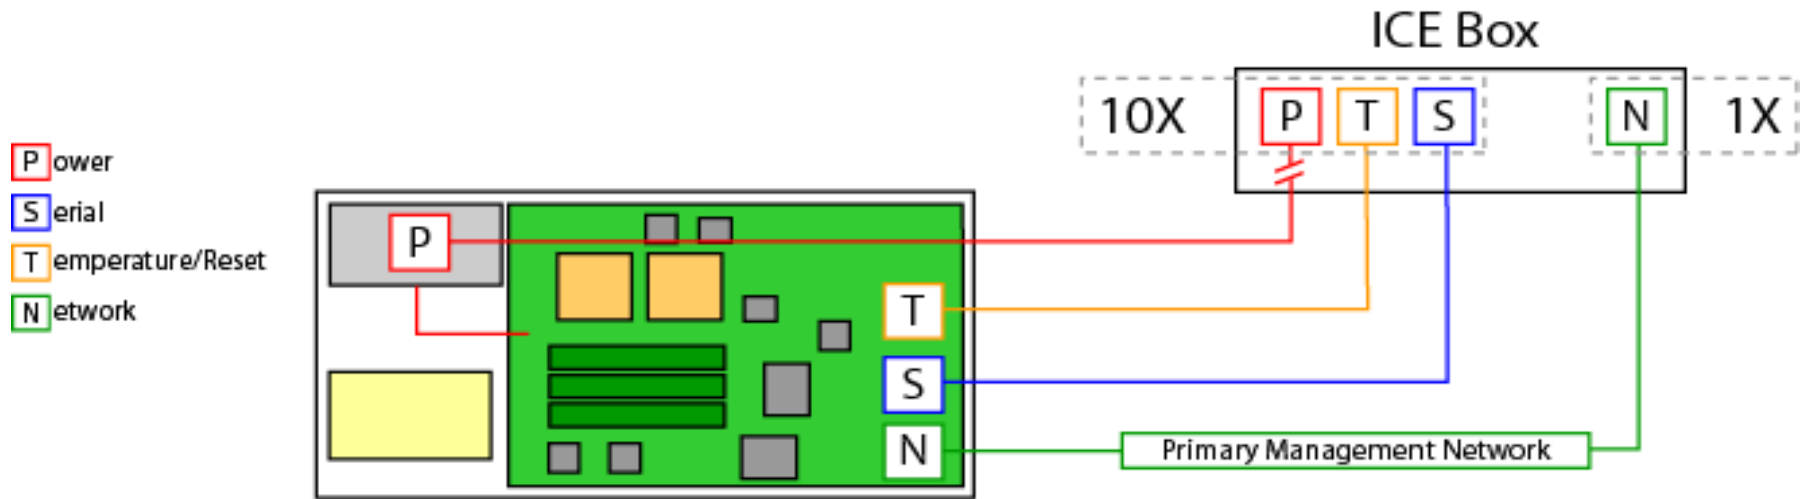 ICE Box
10X P T S N 1X
P ower
S erial
T emperature/Reset
N etwork
P
T
S
N
Primary Management Network